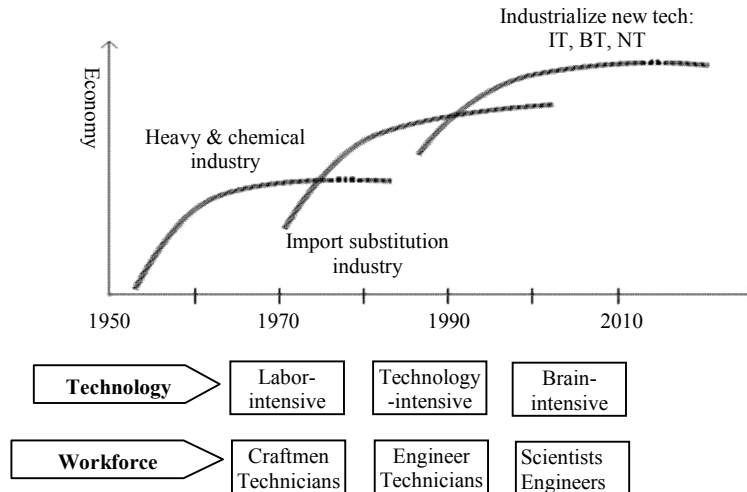 Industrialize new tech:
IT, BT, NT
Economy
Heavy & chemical
industry
Import substitution
industry
1950 1970 1990 2010
Technology
Labor-
intensive
Technology
-intensive
Brain-
intensive
Workforce
Craftmen
Technicians
Engineer
Technicians
Scientists
Engineers